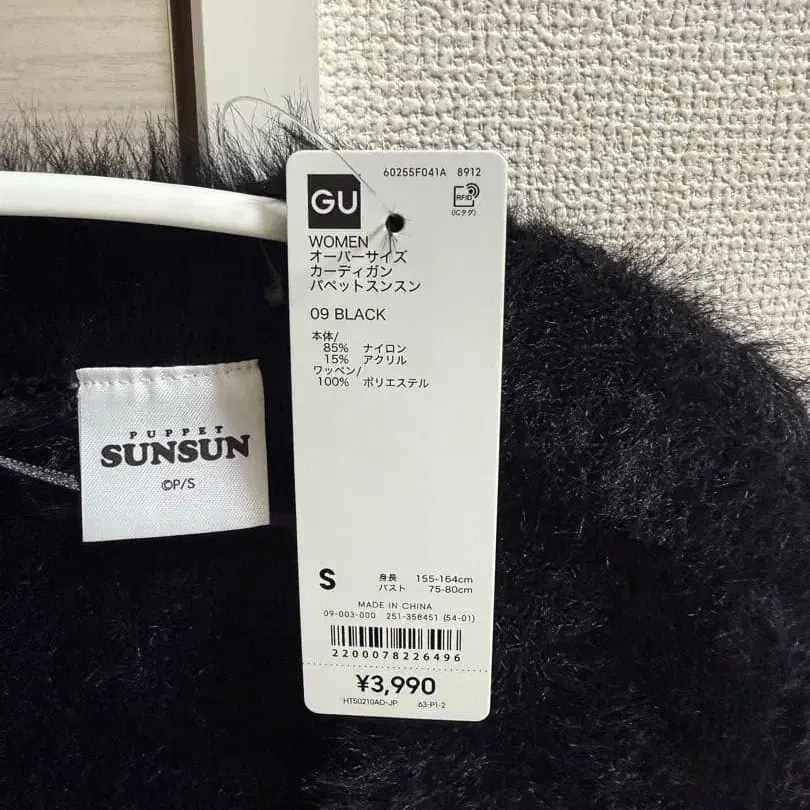 60255F041A 8912
GU
RFID
(ICタグ)
WOMEN
オーバーサイズ
カーディガン
パペットスンスン
09 BLACK
本体/
85% ナイロン
15% アクリル
ワッペン/
100% ポリエステル
PUPPET
SUNSUN
©P/S
S 身長 155-164cm
バスト 75-80cm
MADE IN CHINA
09-003-000 251-358451 (54-01)
2200078226496
¥3,990
HTS0210AD-JP 63-P1-2